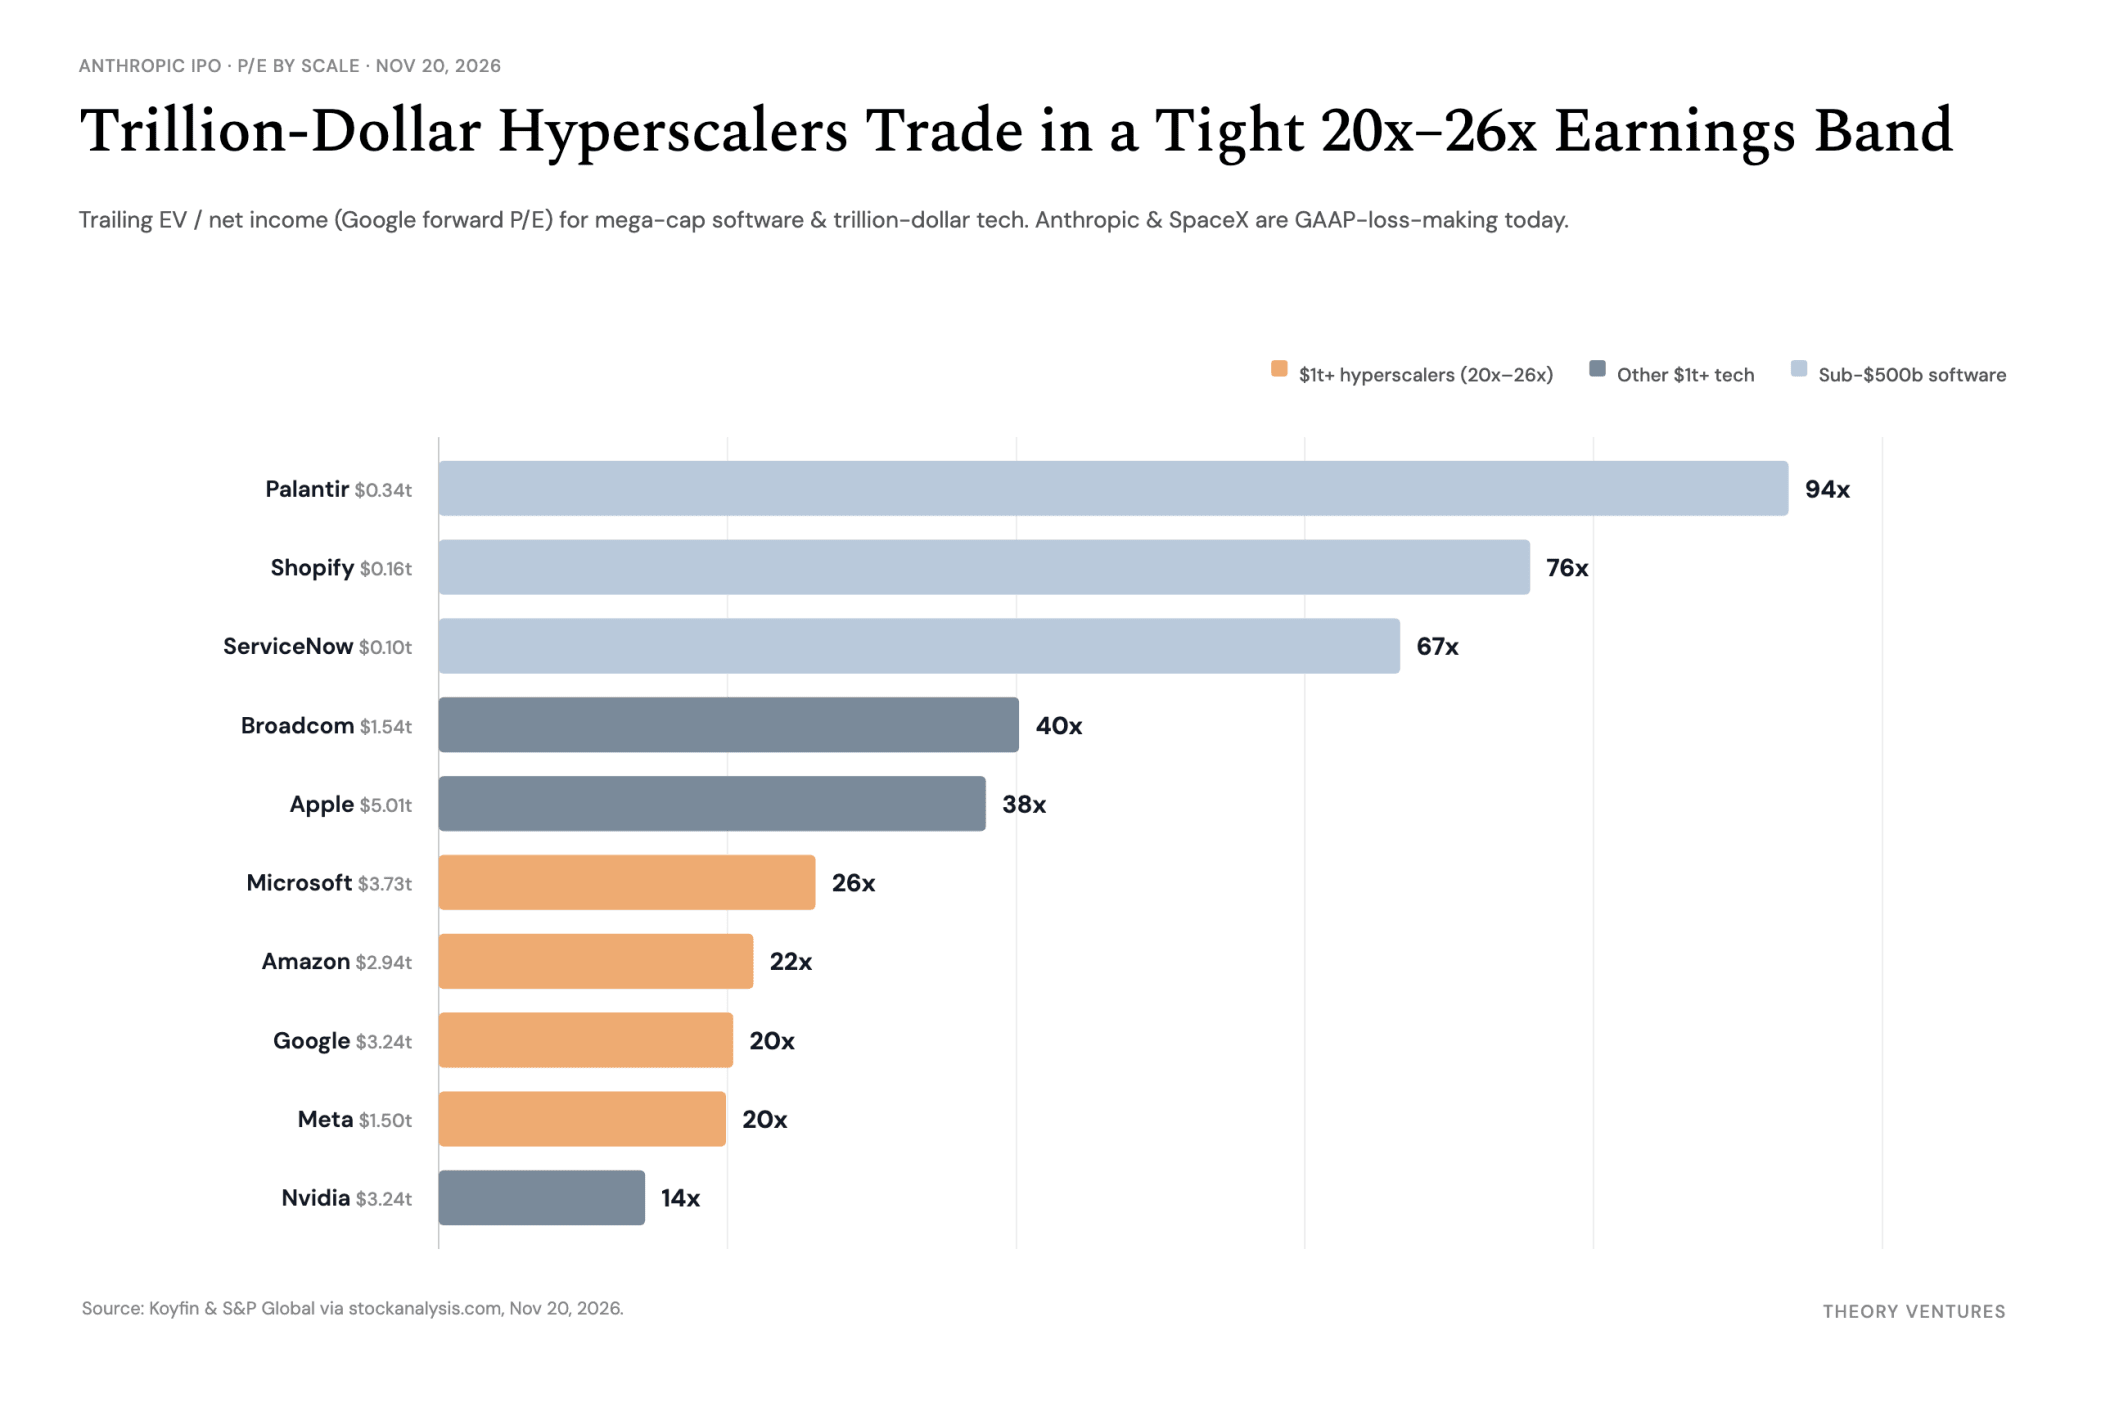 ANTHROPIC IPO · P/E BY SCALE · NOV 20, 2026
Trillion-Dollar Hyperscalers Trade in a Tight 20x–26x Earnings Band
Trailing EV / net income (Google forward P/E) for mega-cap software & trillion-dollar tech. Anthropic & SpaceX are GAAP-loss-making today.
$1t+ hyperscalers (20x–26x) Other $1t+ tech Sub-$500b software
Palantir $0.34t 94x
Shopify $0.16t 76x
ServiceNow $0.10t 67x
Broadcom $1.54t 40x
Apple $5.01t 38x
Microsoft $3.73t 26x
Amazon $2.94t 22x
Google $3.24t 20x
Meta $1.50t 20x
Nvidia $3.24t 14x
Source: Koyfin & S&P Global via stockanalysis.com, Nov 20, 2026.
THEORY VENTURES